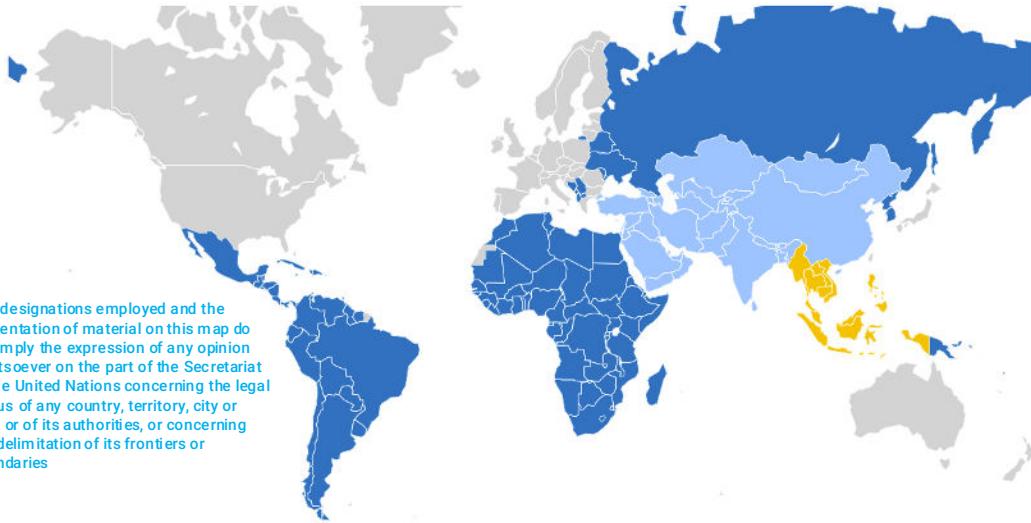 designations employed and the
entation of material on this map do
mply the expression of any opinion
tsoever on the part of the Secretariat
e United Nations concerning the legal
us of any country, territory, city or
or of its authorities, or concerning
delimitation of its frontiers or
ndaries